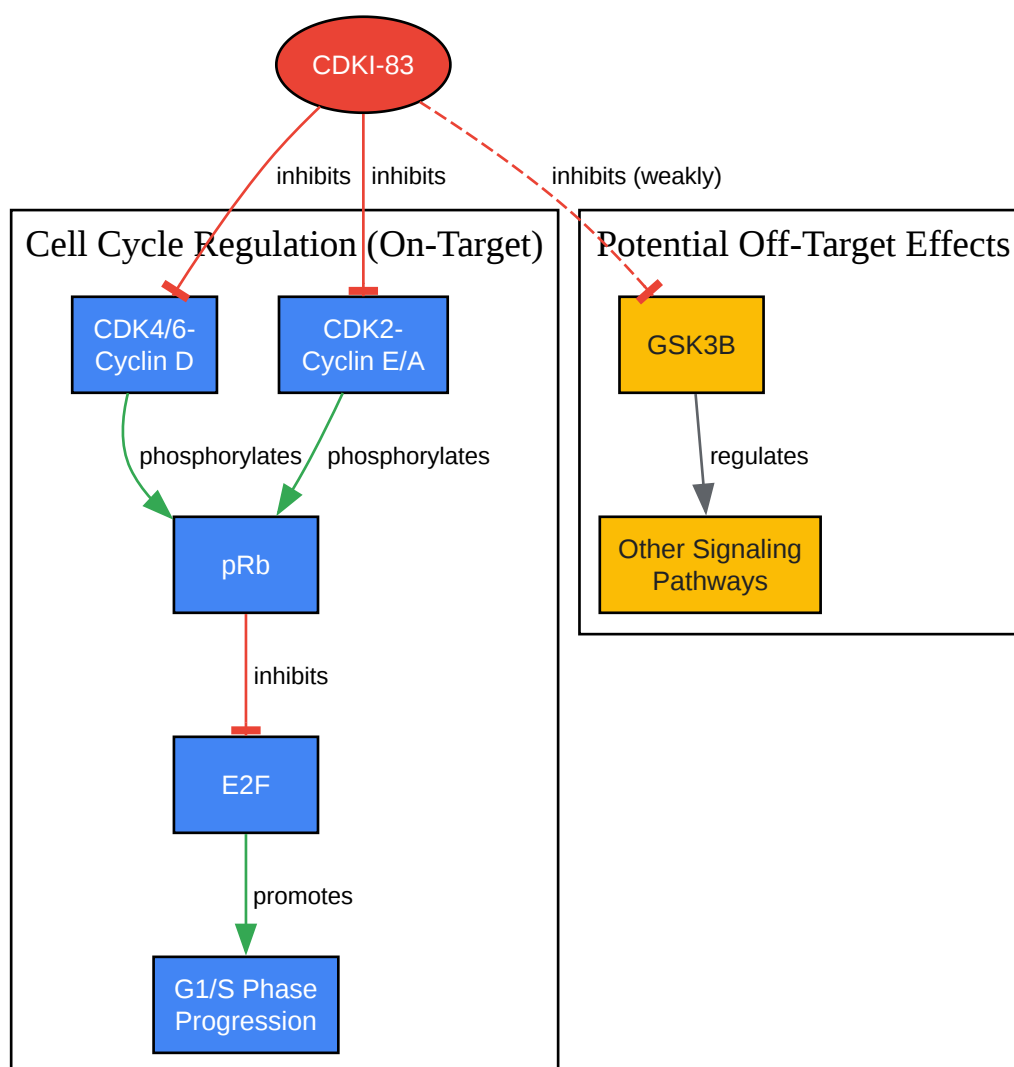 CDKI-83
inhibits
inhibits
inhibits (weakly)
Cell Cycle Regulation (On-Target)
Potential Off-Target Effects
CDK4/6-
Cyclin D
CDK2-
Cyclin E/A
GSK3B
phosphorylates
phosphorylates
regulates
pRb
Other Signaling
Pathways
inhibits
E2F
promotes
G1/S Phase
Progression